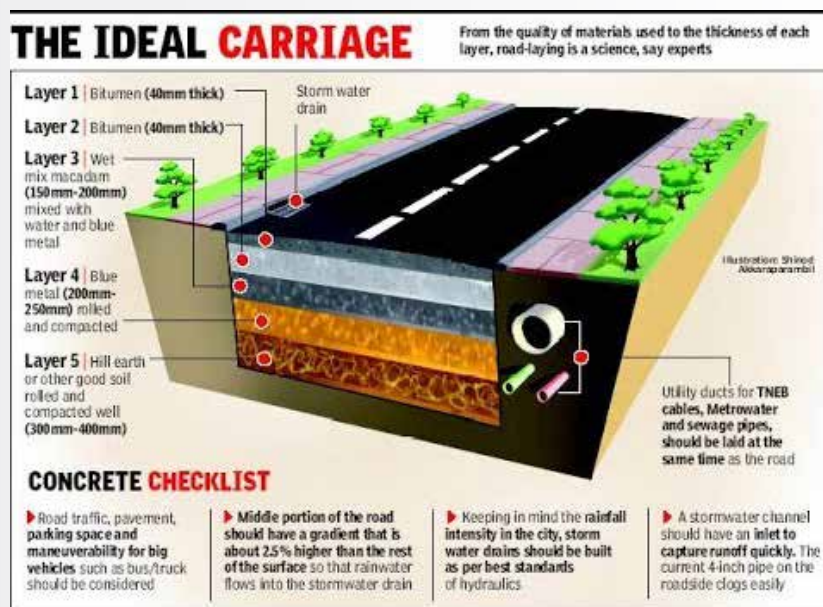 THE IDEAL CARRIAGE
From the quality of materials used to the thickness of each
layer, road-laying is a science, say experts
Layer 1 | Bitumen (40mm thick)
Layer 2 | Bitumen (40mm thick)
Layer 3 | Wet
mix macadam
(150mm-200mm)
mixed with
water and blue
metal
Layer 4 | Blue
metal (200mm-
250mm) rolled
and compacted
Layer 5 | Hill earth
or other good soil
rolled and
compacted well
(300mm-400mm)
Storm water
drain
Illustration: Shinod
Akkaraparambil
Utility ducts for TNEB
cables, Metrowater
and sewage pipes,
should be laid at the
same time as the road
CONCRETE CHECKLIST
Road traffic, pavement,
parking space and
maneuverability for big
vehicles such as bus/truck
should be considered
Middle portion of the road
should have a gradient that is
about 2.5% higher than the rest
of the surface so that rainwater
flows into the stormwater drain
Keeping in mind the rainfall
intensity in the city, storm
water drains should be built
as per best standards
of hydraulics
A stormwater channel
should have an inlet to
capture runoff quickly. The
current 4-inch pipe on the
roadside clogs easily